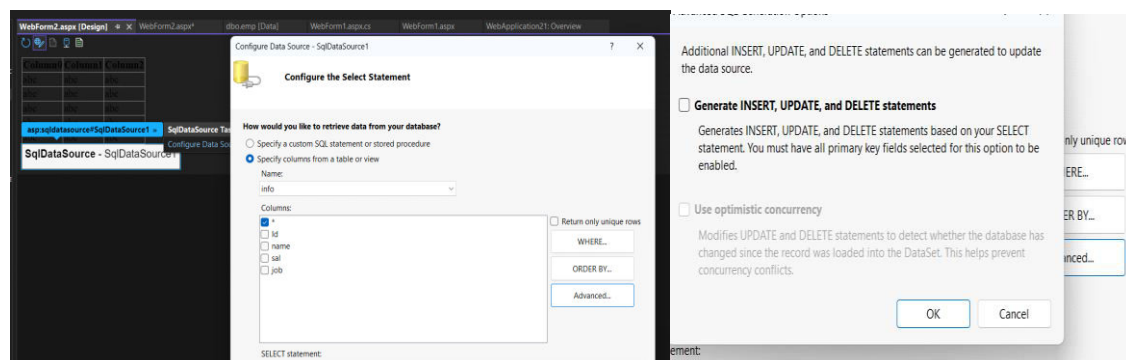 WebForm2.aspx [Design] WebForm2.aspx* dbo.emp [Data] WebForm1.aspx.cs WebForm1.aspx WebApplication21: Overview
Column0 Column1 Column2
abc abc abc
abc abc abc
abc abc abc
asp:sqldatasource#SqlDataSource1
SqlDataSource Tas
Configure Data Sou
SqlDataSource - SqlDataSource1
Configure Data Source - SqlDataSource1 ? X
Configure the Select Statement
How would you like to retrieve data from your database?
Specify a custom SQL statement or stored procedure
Specify columns from a table or view
Name:
info
Columns:
*
Id
name
sal
job
Return only unique rows
WHERE...
ORDER BY...
Advanced...
SELECT statement:
Additional INSERT, UPDATE, and DELETE statements can be generated to update
the data source.
Generate INSERT, UPDATE, and DELETE statements
Generates INSERT, UPDATE, and DELETE statements based on your SELECT
statement. You must have all primary key fields selected for this option to be
enabled.
Use optimistic concurrency
Modifies UPDATE and DELETE statements to detect whether the database has
changed since the record was loaded into the DataSet. This helps prevent
concurrency conflicts.
OK Cancel
nly unique rov
ERE...
ER BY...
nced...
ement: